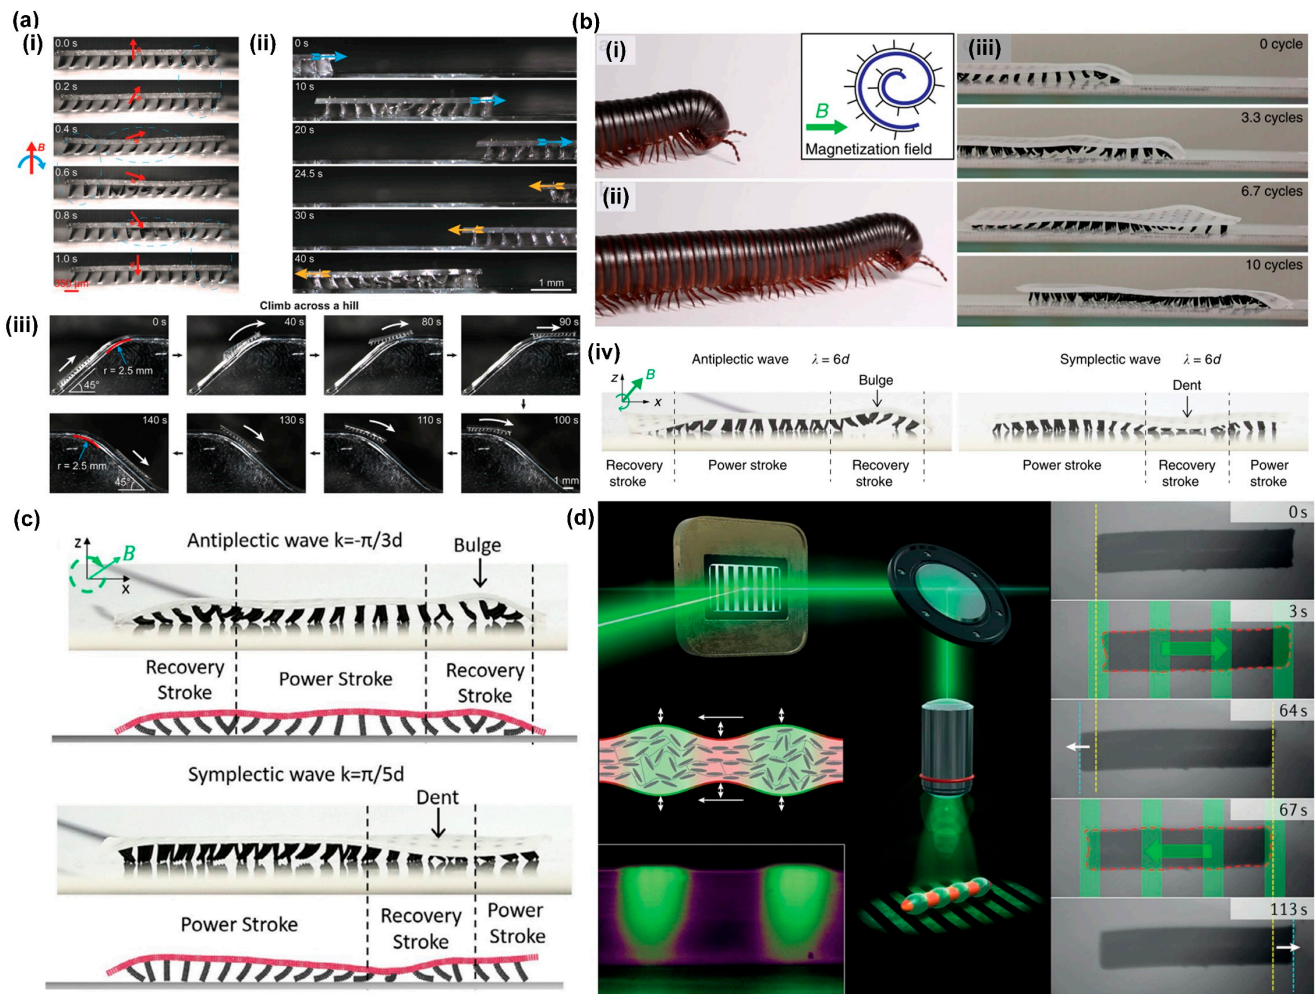 (a)
(i)
0.0 s
0.2 s
0.4 s
B
0.6 s
0.8 s
1.0 s
(ii)
0 s
10 s
20 s
24.5 s
30 s
40 s
1 mm
Climb across a hill
(iii)
0 s
r = 2.5 mm
45°
40 s
80 s
90 s
140 s
r = 2.5 mm
45°
130 s
110 s
100 s
1 mm
(b)
(i)
B
Magnetization field
(ii)
(iii)
0 cycle
3.3 cycles
6.7 cycles
10 cycles
(iv)
Antiplectic wave λ = 6d
z
B
x
Bulge
Recovery stroke
Power stroke
Recovery stroke
Symplectic wave λ = 6d
Dent
Power stroke
Recovery stroke
Power stroke
(c)
z
B
x
Antiplectic wave k=-π/3d
Bulge
Recovery Stroke
Power Stroke
Recovery Stroke
Symplectic wave k=π/5d
Dent
Power Stroke
Recovery Stroke
Power Stroke
(d)
0 s
3 s
64 s
67 s
113 s